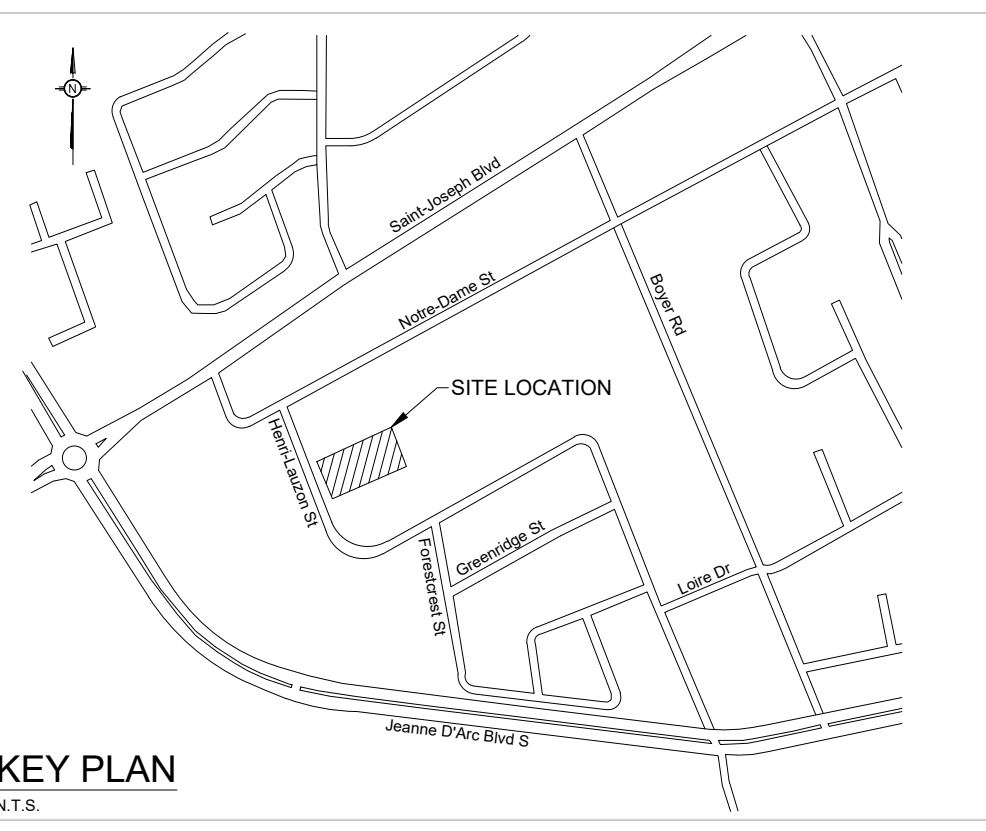 N
Saint-Joseph Blvd
Notre-Dame St
Boyer Rd
SITE LOCATION
Henri-Lauzon St
Greenridge St
Forestcrest St
Loire Dr
Jeanne D'Arc Blvd S
KEY PLAN
N.T.S.